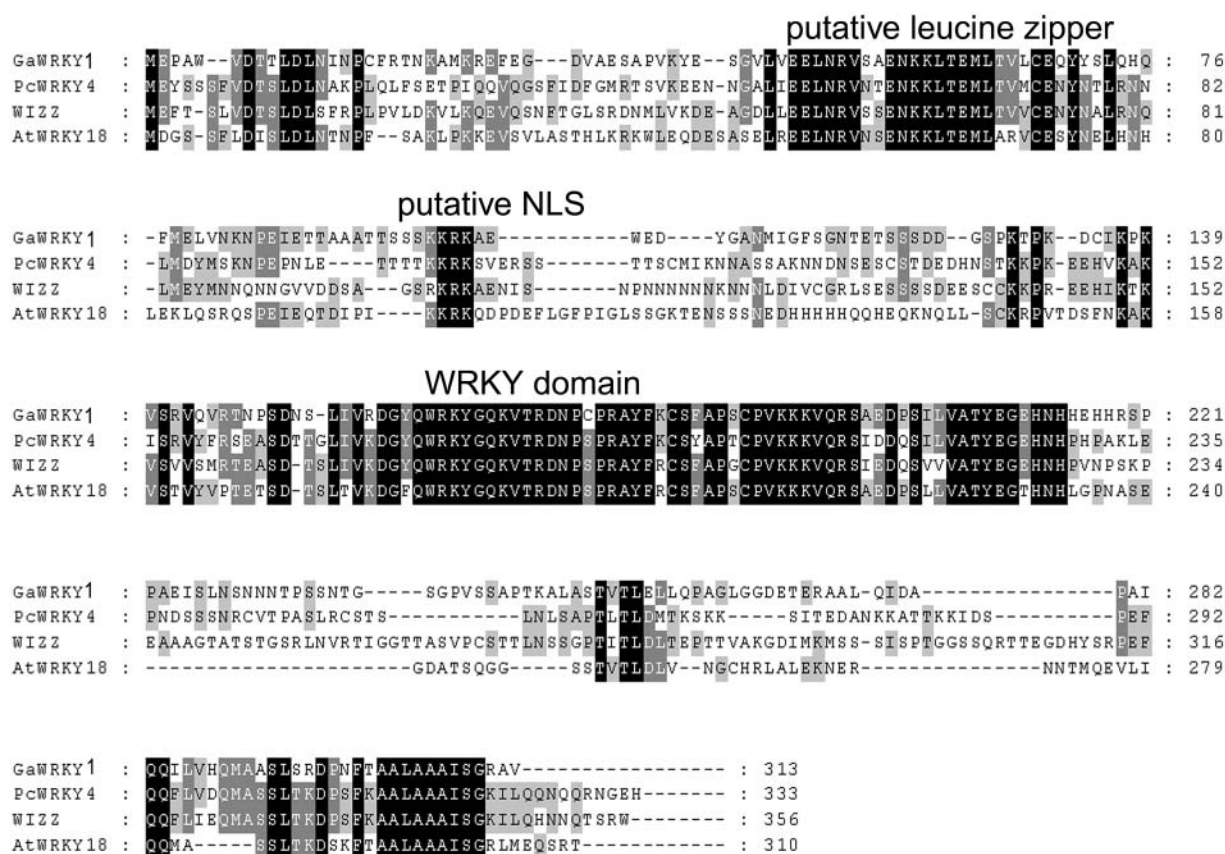 putative leucine zipper
GaWRKY1 : MEPAW--VDTTLDLNINPCFRTNKAMKREFEG---DVAESAPVKYE--SGVLVEELNRVSAENKKLTEMLTVLCEQYYSLQHQ : 76
PcWRKY4 : MEYSSSFVDTSLDLNAKPLQLFSETPIQQVQGSFIDFGMRTSVKEEN-NGALIEELNRVNTENKKLTEMLTVMCENYNTLRNN : 82
WIZZ : MEFT-SLVDTSLDLSFRPLPVLDKVLKQEVQSNFTGLSRDNMLVKDE-AGDLLEELNRVSSENKKLTEMLTVVCENYNALRNQ : 81
AtWRKY18 : MDGS-SFLDISLDLNTNPF--SAKLPKKEVSVLASTHLKRKWLEQDESASELREELNRVNSENKKLTEMLARVCESYNELHNH : 80
putative NLS
GaWRKY1 : -FMELVNKNPEIETTAAATTSSSKKRKAE----------WED---YGANMIGFSGNTETSSSDD--GSPKTPK--DCIKPK : 139
PcWRKY4 : -LMDYMSKNPEPNLE----TTTTKKRKSVERSS-------TTSCMIKNNASSAKNNDNSESCSTDEDHNSTKKPK-EEHVKAK : 152
WIZZ : -LMEYMNNQNNGVVDDSA---GSRKKRKAENIS------NPNNNNNNNKNNNLDIVCGRLSESSSSDEESCCKKPR-EEHIKTK : 152
AtWRKY18 : LEKLQSRQSPEIEQTDIPI----KKRKQDPDEFLGFPIGLSSGKTENSSSNEDHHHHHQQHEQKNQLL-SCKRPVTDSFNKAK : 158
WRKY domain
GaWRKY1 : VSRVQVRTNPSDNS-LIVRDGYQWRKYGQKVTRDNPCPRAYFKCSFAPSCPVKKKVQRSAEDPSILVATYEGEHNHHEHHRSP : 221
PcWRKY4 : ISRVYFRSEASDTTGLIVKDGYQWRKYGQKVTRDNPSPRAYFKCSYAPTCPVKKKVQRSIDDQSILVATYEGEHNHPHPAKLE : 235
WIZZ : VSVVSMRTEASD-TSLIVKDGYQWRKYGQKVTRDNPSPRAYFRCSFAPGCPVKKKVQRSIEDQSVVVATYEGEHNHPVNPSKP : 234
AtWRKY18 : VSTVYVPTETSD-TSLTVKDGFQWRKYGQKVTRDNPSPRAYFRCSFAPSCPVKKKVQRSAEDPSLLVATYEGTHNHLGPNASE : 240
GaWRKY1 : PAEISLNSNNNTPSSNTG-----SGPVSSAPTKALASTVTLELLQPAGLGGDETERAAL-QIDA--------------PAI : 282
PcWRKY4 : PNDSSSNRCVTPASLRCSTS----------LNLSAPTLTLDMTKSKK----SITEDANKKATTKKIDS---------PEF : 292
WIZZ : EAAAGTATSTGSRLNVRTIGGTTASVPCSTTLNSSGPTITLDLTEPTTVAKGDIMKMSS-SISPTGGSSQRTTEGDHYSRPEF : 316
AtWRKY18 : --------------------GDATSQGG----SSTVTLDLV--NGCHRLALEKNER--------------NNTMQEVLI : 279
GaWRKY1 : QQILVHQMAASLSRDPNFTAALAAAISGRAV---------------- : 313
PcWRKY4 : QQFLVDQMASSLTKDPSFKAALAAAISGKILQQNQQRNGEH------ : 333
WIZZ : QQFLIEQMASSLTKDPSFKAALAAAISGKILQHNNQTSRW------- : 356
AtWRKY18 : QQMA-----SSLTKDSKFTAALAAAISGRLMEQSRT----------- : 310